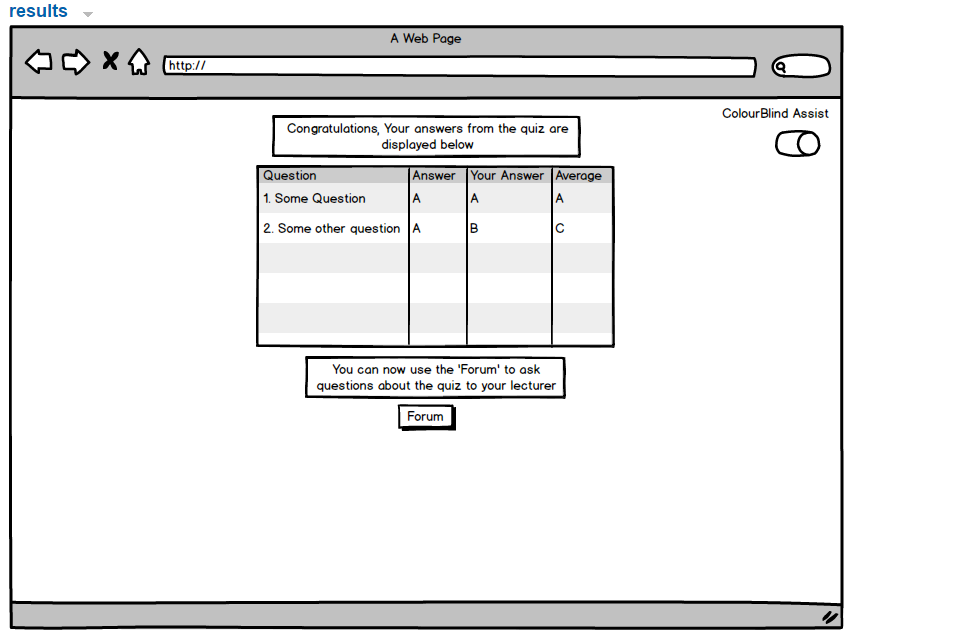 results
A Web Page
http://
ColourBlind Assist
Congratulations, Your answers from the quiz are
displayed below
Question Answer Your Answer Average
1. Some Question A A A
2. Some other question A B C
You can now use the 'Forum' to ask
questions about the quiz to your lecturer
Forum